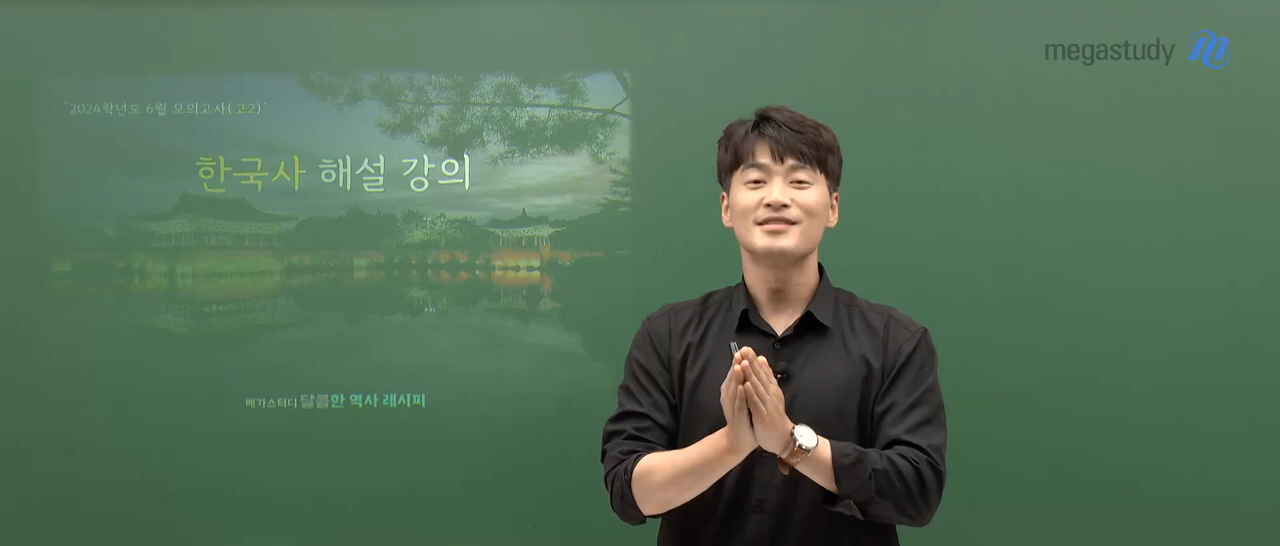 megastudy
"2024학년도 6월 모의고사(고2)"
한국사 해설 강의
메가스터디 달콤한 역사 레시피